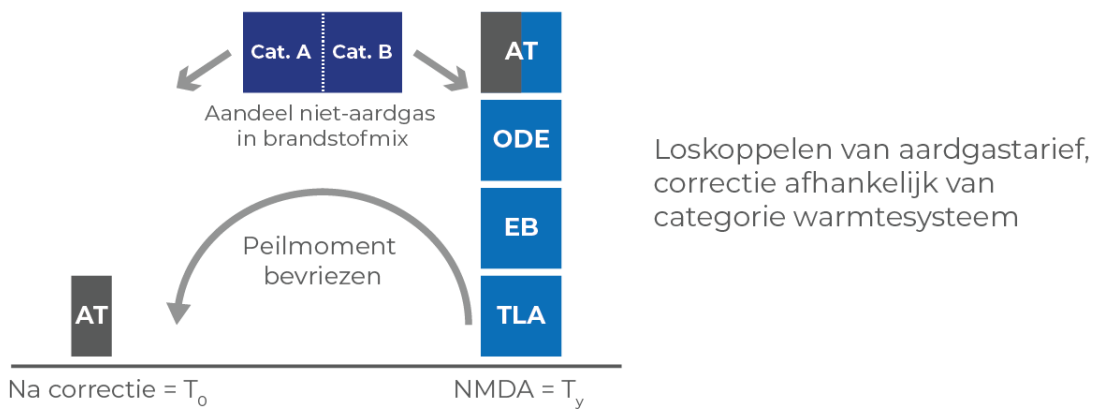 Cat. A
Cat. B
AT
Aandeel niet-aardgas
in brandstofmix
ODE
Loskoppelen van aardgastarief,
correctie afhankelijk van
categorie warmtesysteem
EB
Peilmoment
bevriezen
AT
TLA
Na correctie = T₀
NMDA = Tᵧ